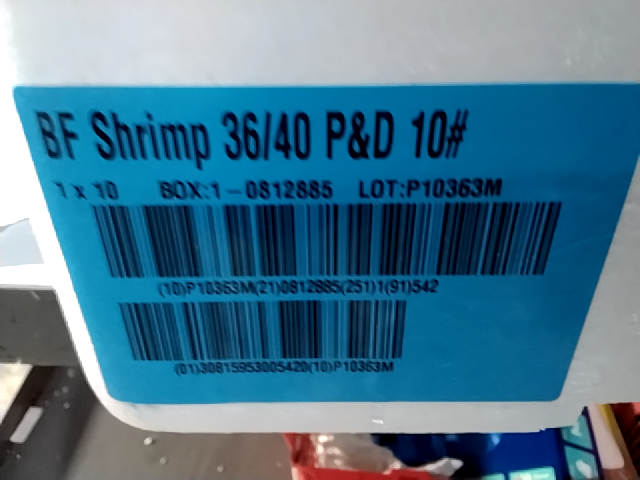 BF Shrimp 36/40 P&D 10#
1 x 10 BOX:1-0812885 LOT:P10363M
(10)P10363M(21)0812885(251)1(91)542
(01)30815953005420(10)P10363M